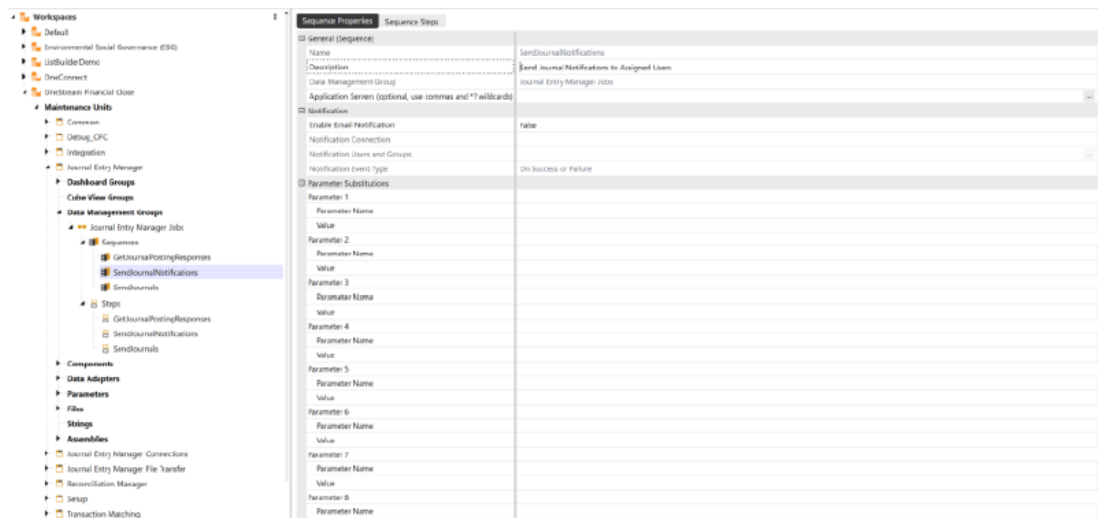 Workspaces
Default
Environmental Social Governance (ESG)
ListBuilderDemo
OneConnect
OneStream Financial Close
Maintenance Units
Common
Debug_CFC
Integration
Journal Entry Manager
Dashboard Groups
Cube View Groups
Data Management Groups
Journal Entry Manager Jobs
Sequences
GetJournalPostingResponses
SendJournalNotifications
SendJournals
Steps
GetJournalPostingResponses
SendJournalNotifications
SendJournals
Components
Data Adapters
Parameters
Files
Strings
Assemblies
Journal Entry Manager Connections
Journal Entry Manager File Transfer
Reconciliation Manager
Setup
Transaction Matching
Sequence Properties Sequence Steps
General (Sequence)
Name SendJournalNotifications
Description Send Journal Notifications to Assigned Users
Data Management Group Journal Entry Manager Jobs
Application Servers (optional, use commas and *? wildcards) ...
Notification
Enable Email Notification False
Notification Connection
Notification Users and Groups ...
Notification Event Type On Success or Failure
Parameter Substitutions
Parameter 1
Parameter Name
Value
Parameter 2
Parameter Name
Value
Parameter 3
Parameter Name
Value
Parameter 4
Parameter Name
Value
Parameter 5
Parameter Name
Value
Parameter 6
Parameter Name
Value
Parameter 7
Parameter Name
Value
Parameter 8
Parameter Name